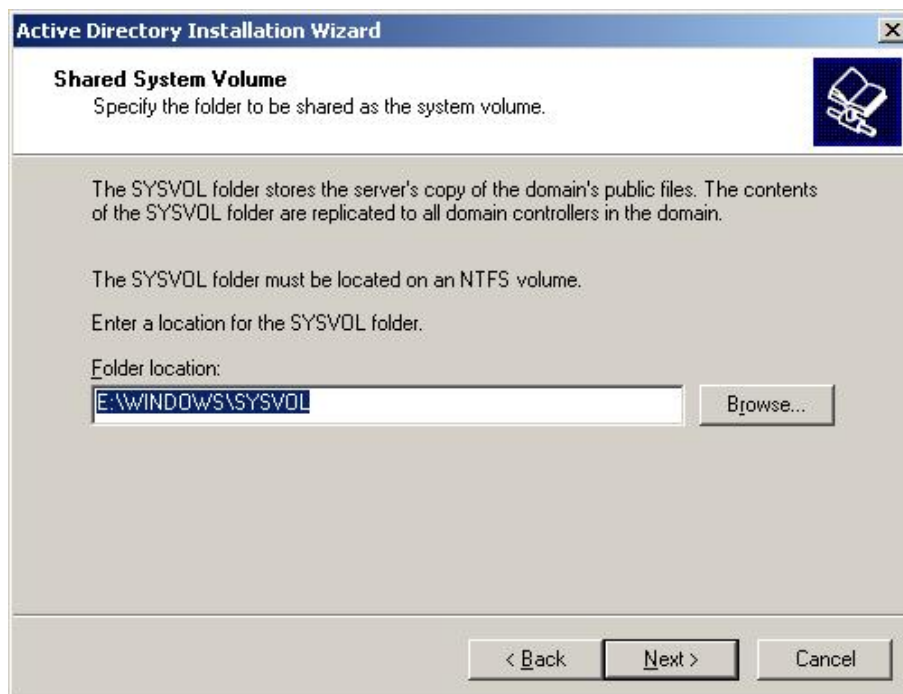 Active Directory Installation Wizard
Shared System Volume
Specify the folder to be shared as the system volume.
The SYSVOL folder stores the server's copy of the domain's public files. The contents
of the SYSVOL folder are replicated to all domain controllers in the domain.
The SYSVOL folder must be located on an NTFS volume.
Enter a location for the SYSVOL folder.
Folder location:
E:\WINDOWS\SYSVOL
Browse...
< Back
Next >
Cancel